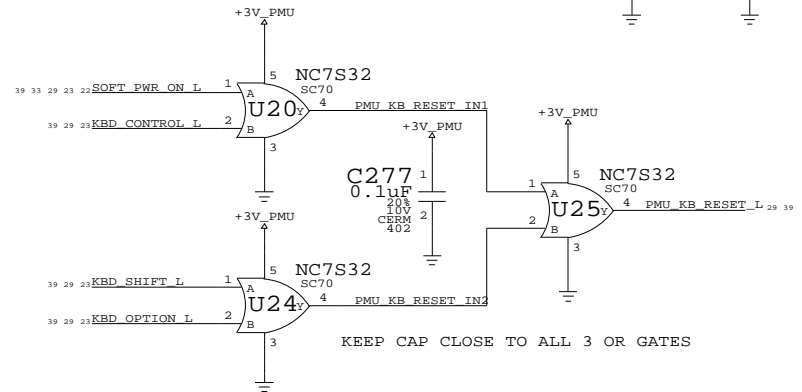 +3V_PMU
5 NC7S32
SC70
39 33 29 23 22 SOFT_PWR_ON_L 1 A
U20 Y 4 PMU_KB_RESET_IN1
39 29 23 KBD_CONTROL_L 2 B
3
+3V_PMU
+3V_PMU
C277 1
0.1uF
20%
10V
CERM 2
402
5 NC7S32
SC70
1 A
U25 Y 4 PMU_KB_RESET_L 29 39
2 B
3
+3V_PMU
5 NC7S32
SC70
39 29 23 KBD_SHIFT_L 1 A
U24 Y 4 PMU_KB_RESET_IN2
39 29 23 KBD_OPTION_L 2 B
3
KEEP CAP CLOSE TO ALL 3 OR GATES